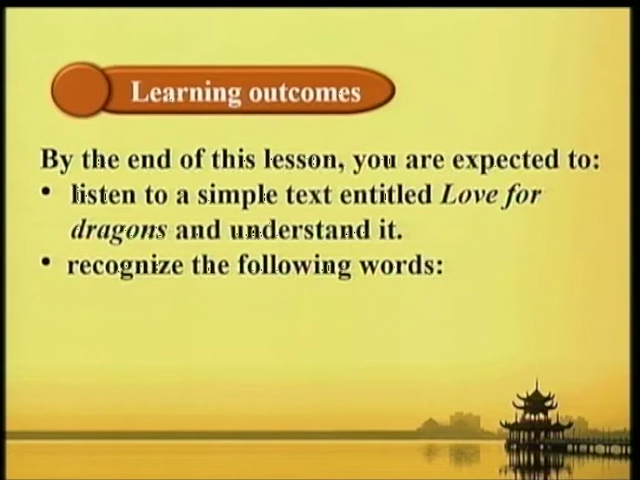 Learning outcomes
By the end of this lesson, you are expected to:
• listen to a simple text entitled Love for
dragons and understand it.
• recognize the following words: